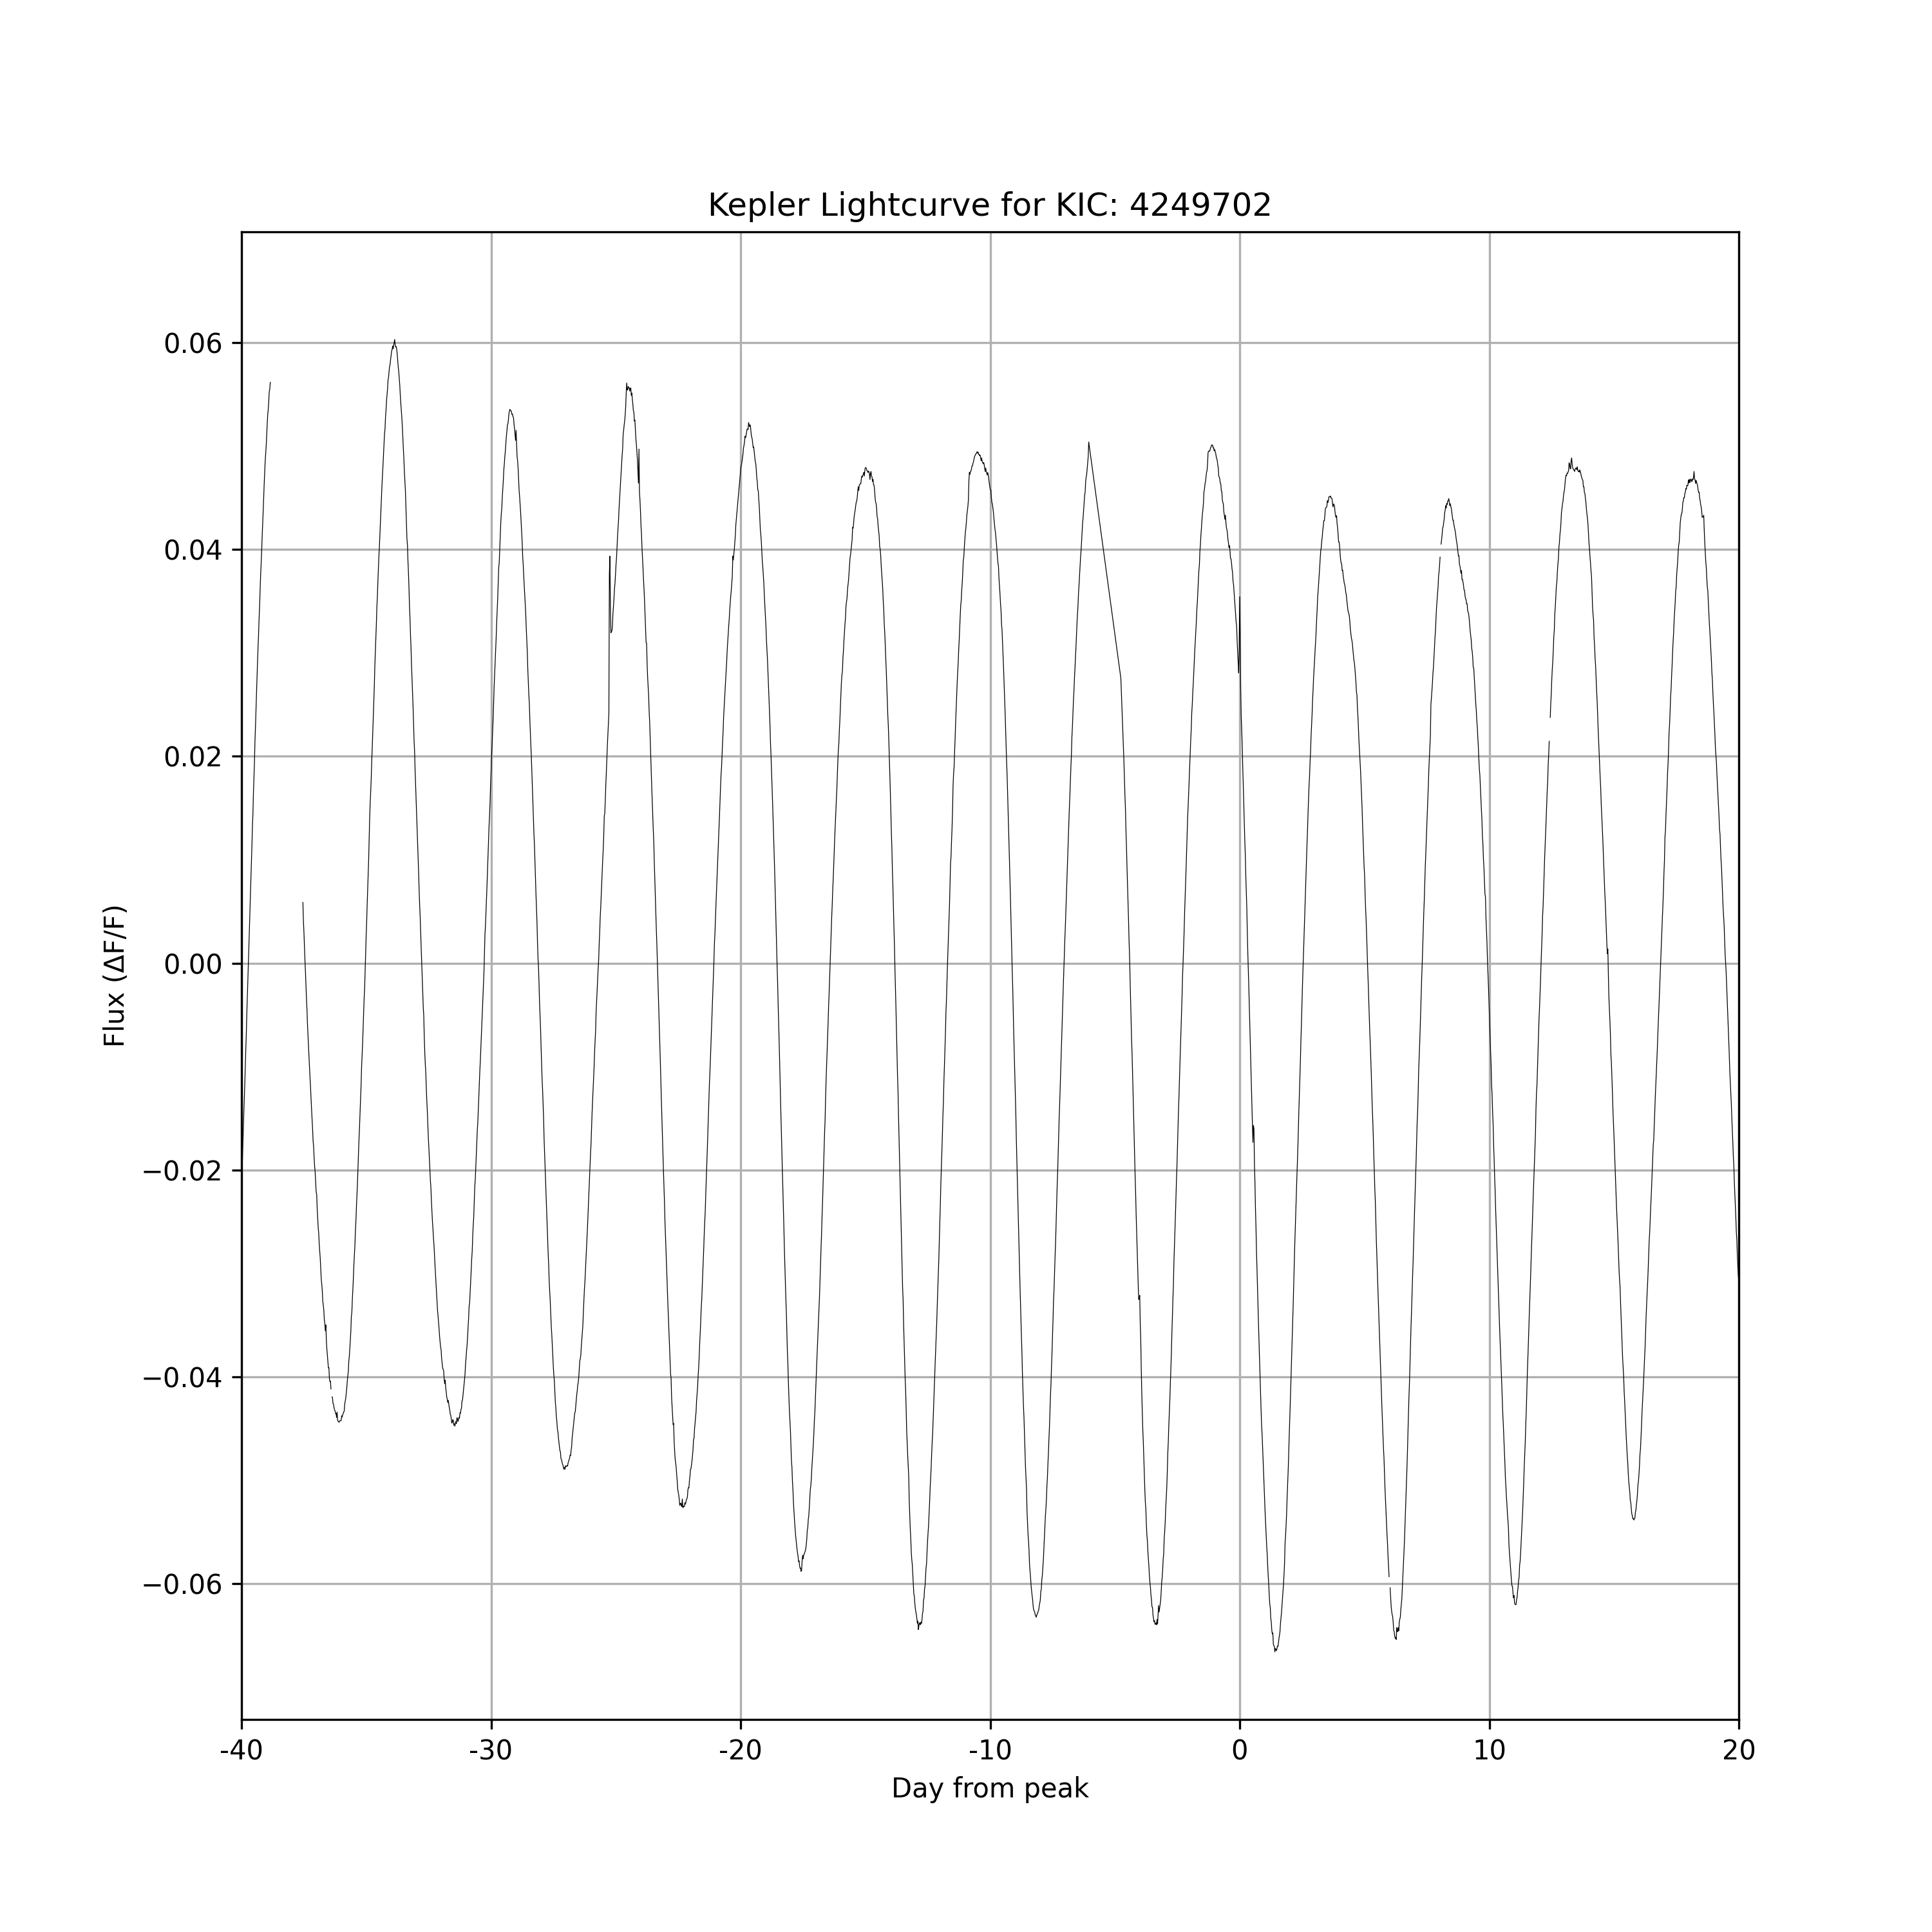 Kepler Lightcurve for KIC: 4249702
Flux (ΔF/F)
0.06
0.04
0.02
0.00
−0.02
−0.04
−0.06
-40 -30 -20 -10 0 10 20
Day from peak